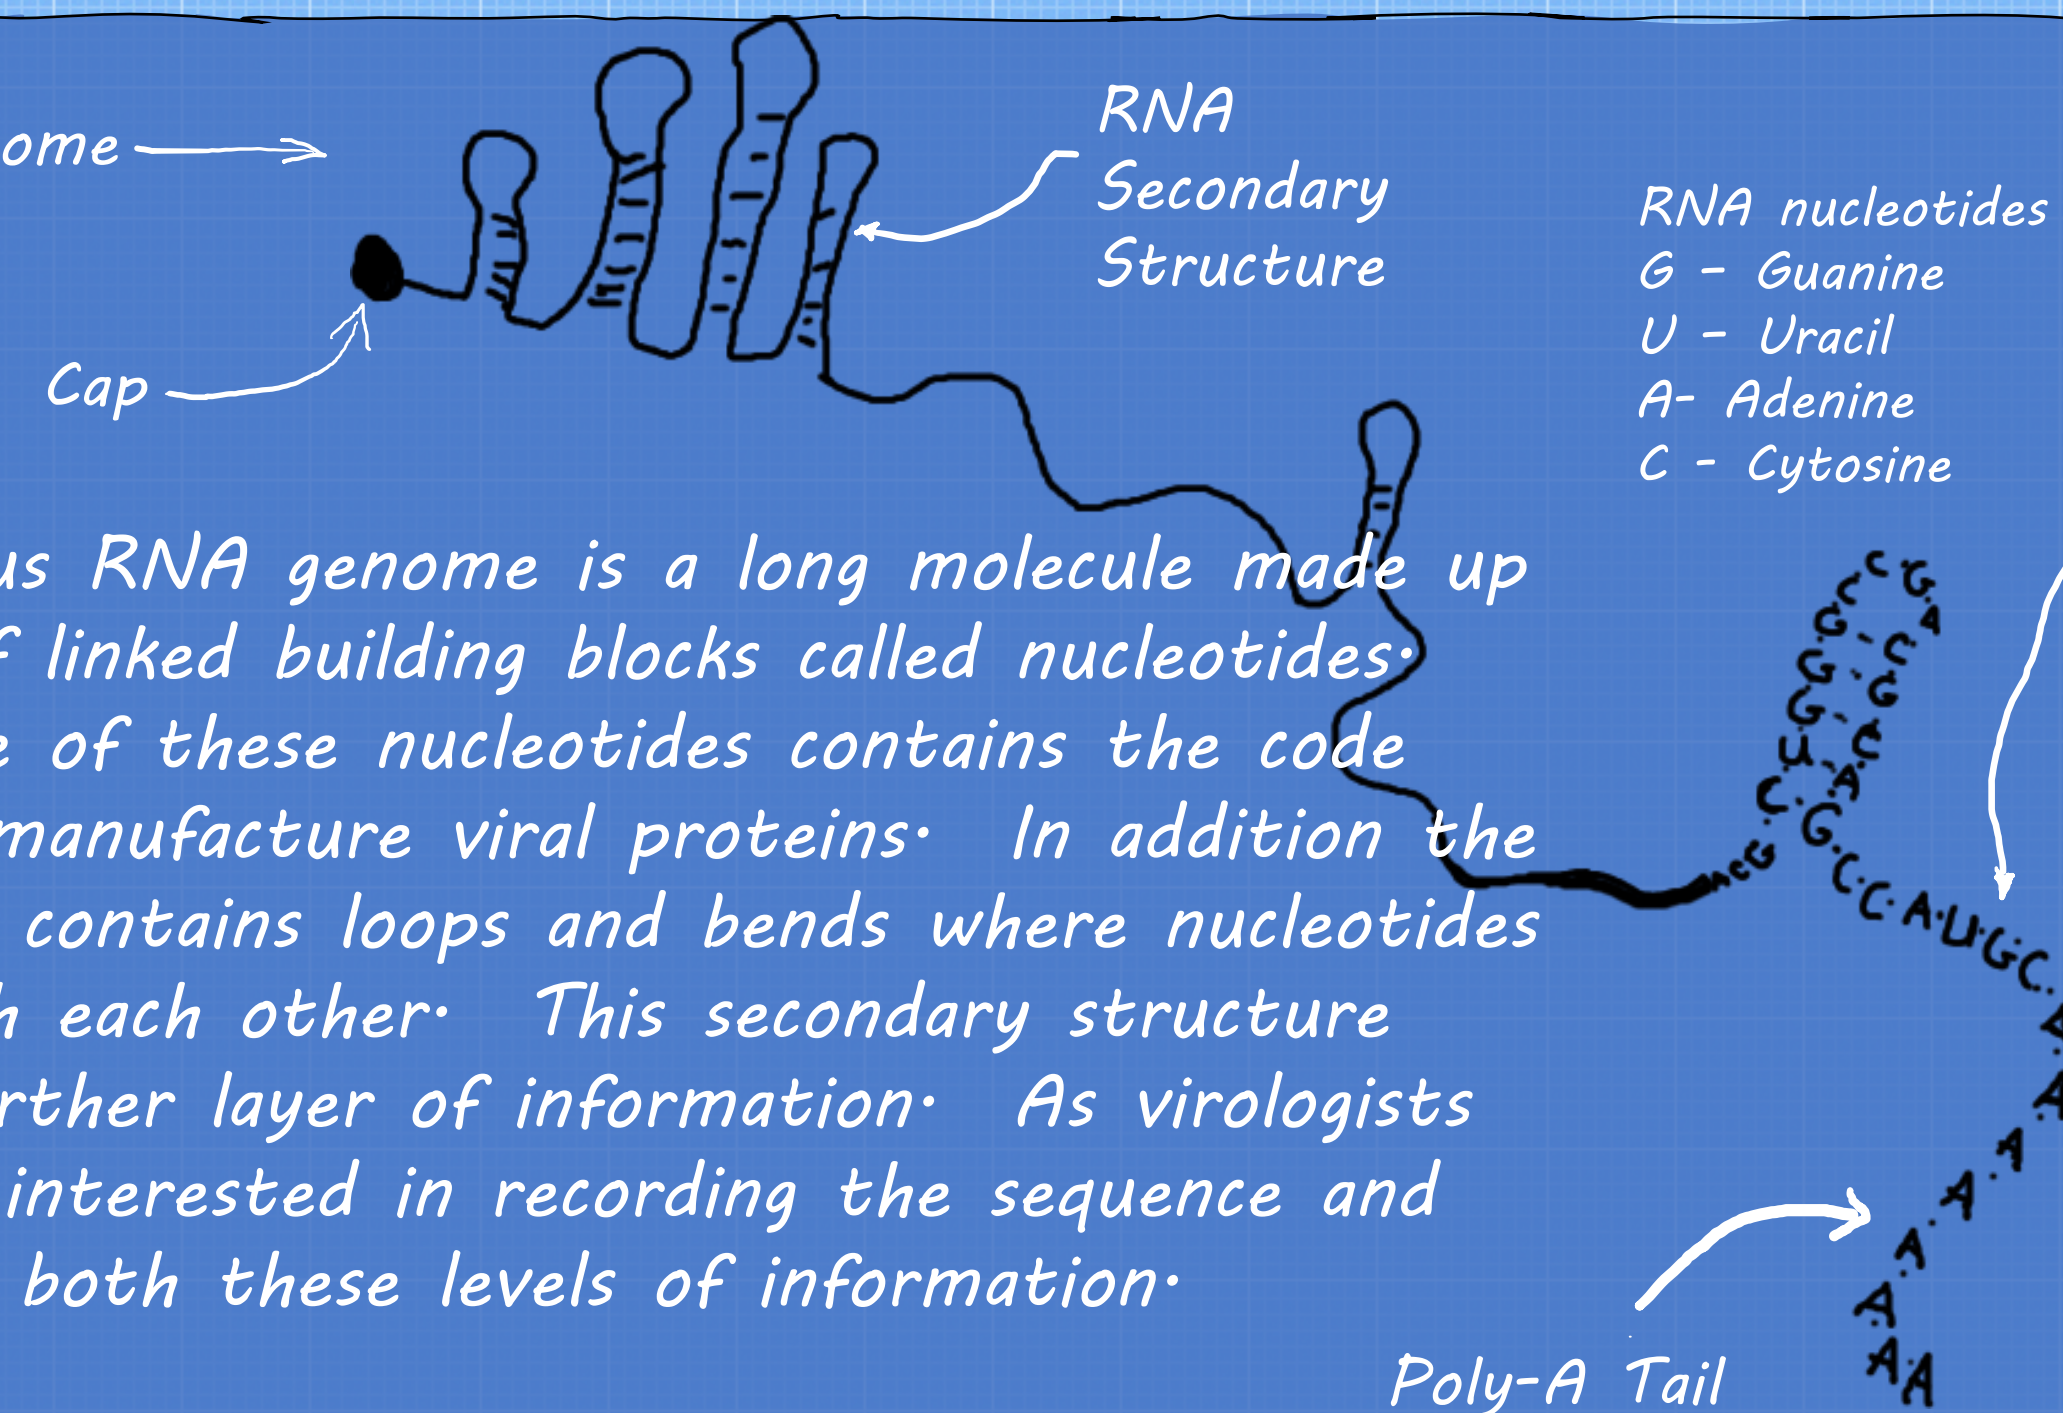 ome
Cap
RNA
Secondary
Structure
RNA nucleotides
G - Guanine
U - Uracil
A- Adenine
C - Cytosine
us RNA genome is a long molecule made up
f linked building blocks called nucleotides.
e of these nucleotides contains the code
manufacture viral proteins. In addition the
contains loops and bends where nucleotides
h each other. This secondary structure
rther layer of information. As virologists
interested in recording the sequence and
both these levels of information.
G C U G G G C C G A C G C A G C C A U G C A A A A A A A A
Poly-A Tail